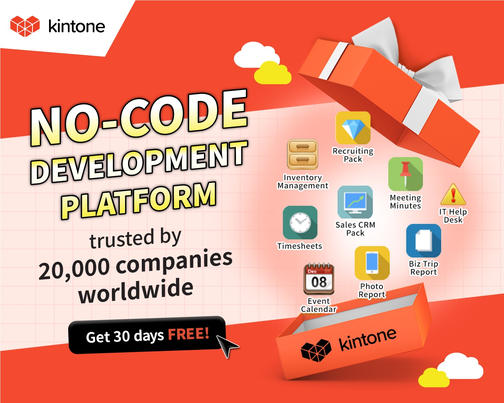 kintone
NO-CODE
DEVELOPMENT
PLATFORM
trusted by
20,000 companies
worldwide
Get 30 days FREE!
Recruiting
Pack
Inventory
Management
Meeting
Minutes
IT Help
Desk
Sales CRM
Pack
Timesheets
Biz Trip
Report
Photo
Report
Dec
08
Event
Calendar
kintone